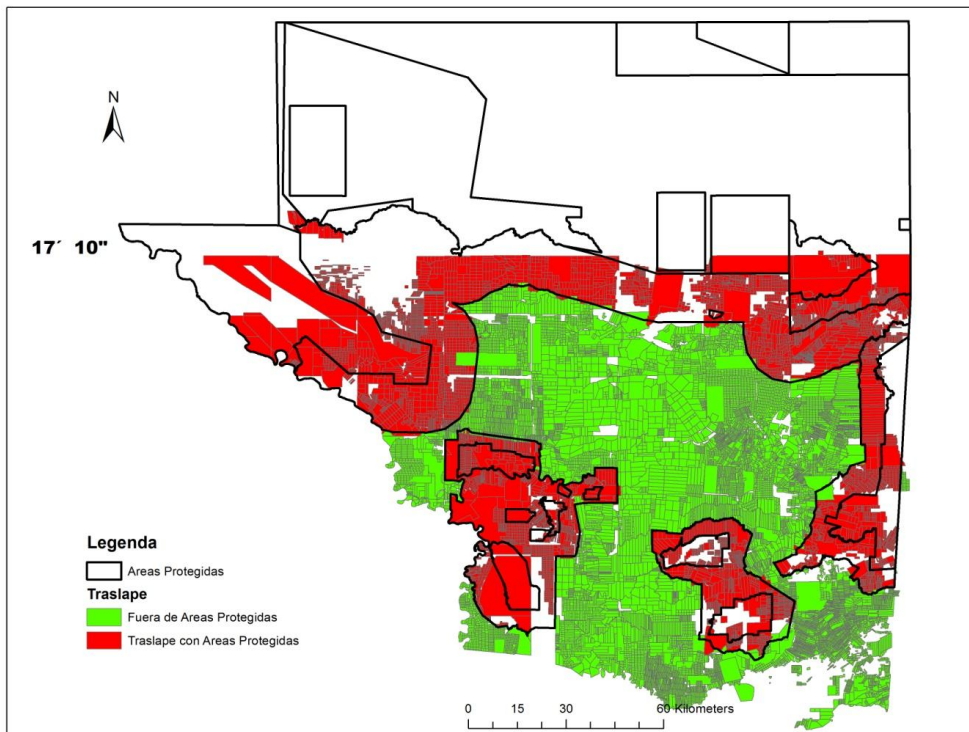 N
17´ 10"
Legenda
Areas Protegidas
Traslape
Fuera de Areas Protegidas
Traslape con Areas Protegidas
0 15 30 60 Kilometers